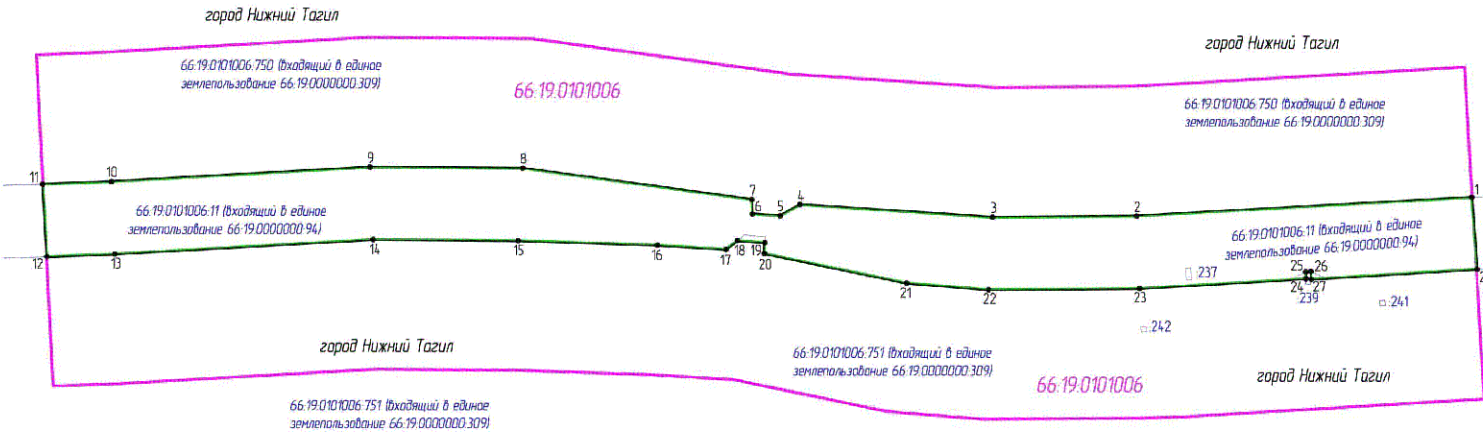 город Нижний Тагил
город Нижний Тагил
66:19:0101006:750 (входящий в единое
землепользование 66:19:0000000:309)
66:19:0101006
66:19:0101006:750 (входящий в единое
землепользование 66:19:0000000:309)
11
10
9
8
7
6
5
4
3
2
1
66:19:0101006:11 (входящий в единое
землепользование 66:19:0000000:94)
66:19:0101006:11 (входящий в единое
землепользование 66:19:0000000:94)
12
13
14
15
16
17
18
19
20
21
22
23
24
25
26
27
:237
:239
:241
:242
город Нижний Тагил
66:19:0101006:751 (входящий в единое
землепользование 66:19:0000000:309)
66:19:0101006
город Нижний Тагил
66:19:0101006:751 (входящий в единое
землепользование 66:19:0000000:309)